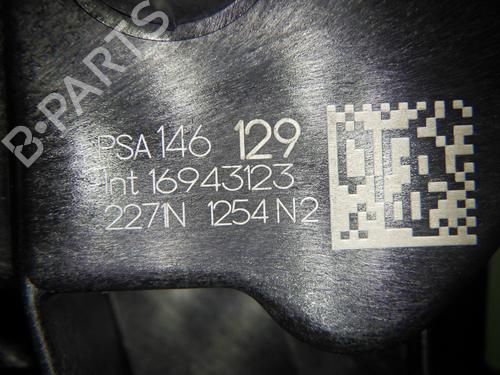 B-PARTS
PSA 146 129
Int 16943123
2271N 1254 N2